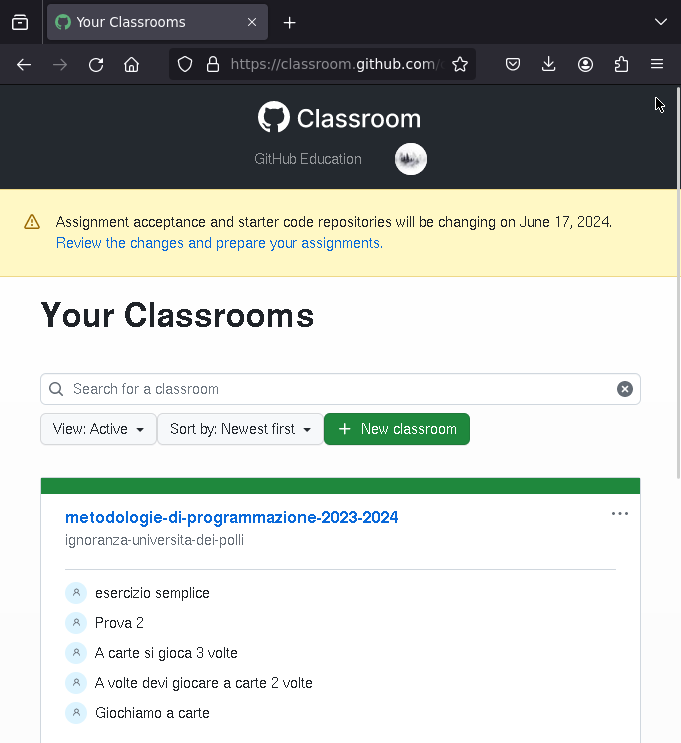 Your Classrooms
https://classroom.github.com/
Classroom
GitHub Education
Assignment acceptance and starter code repositories will be changing on June 17, 2024.
Review the changes and prepare your assignments.
Your Classrooms
Search for a classroom
View: Active
Sort by: Newest first
New classroom
metodologie-di-programmazione-2023-2024
ignoranza-universita-dei-polli
esercizio semplice
Prova 2
A carte si gioca 3 volte
A volte devi giocare a carte 2 volte
Giochiamo a carte